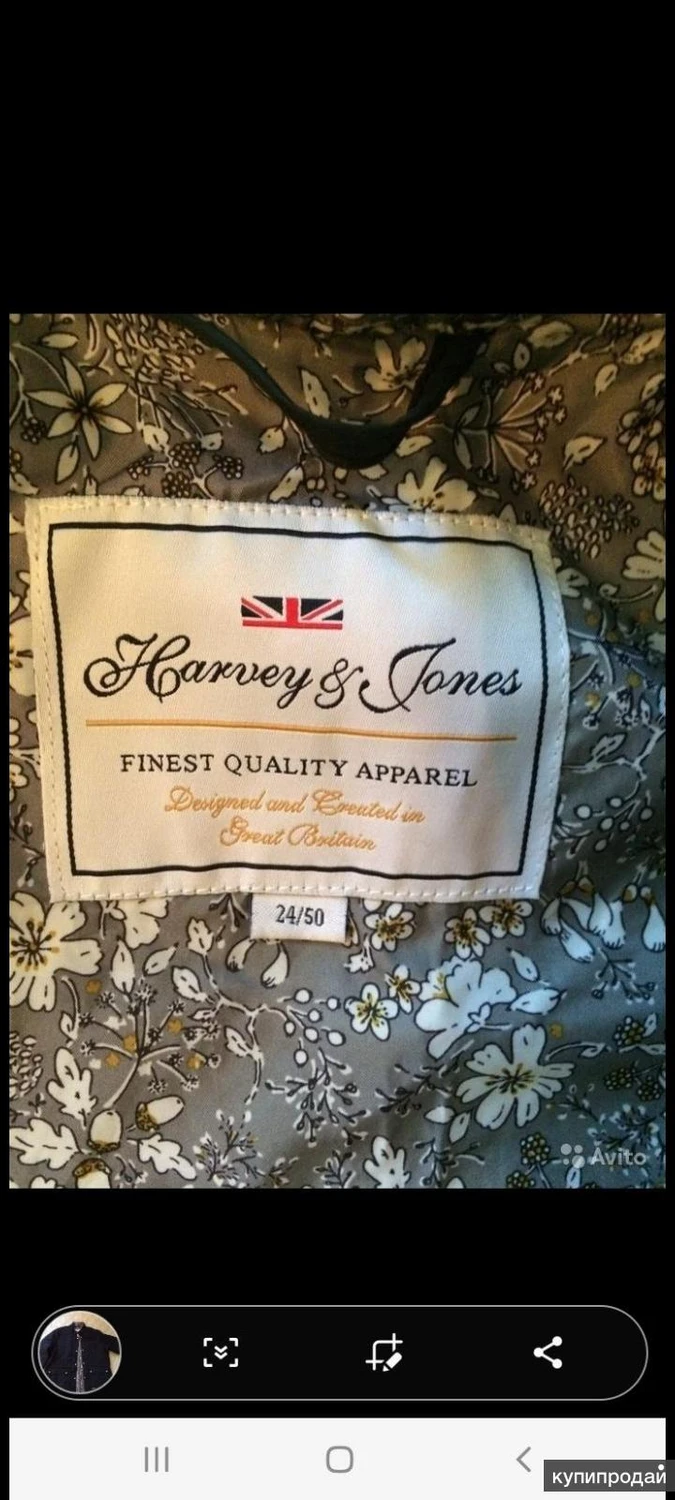 Harvey & Jones
FINEST QUALITY APPAREL
Designed and Created in
Great Britain
24/50
Avito
купипродай